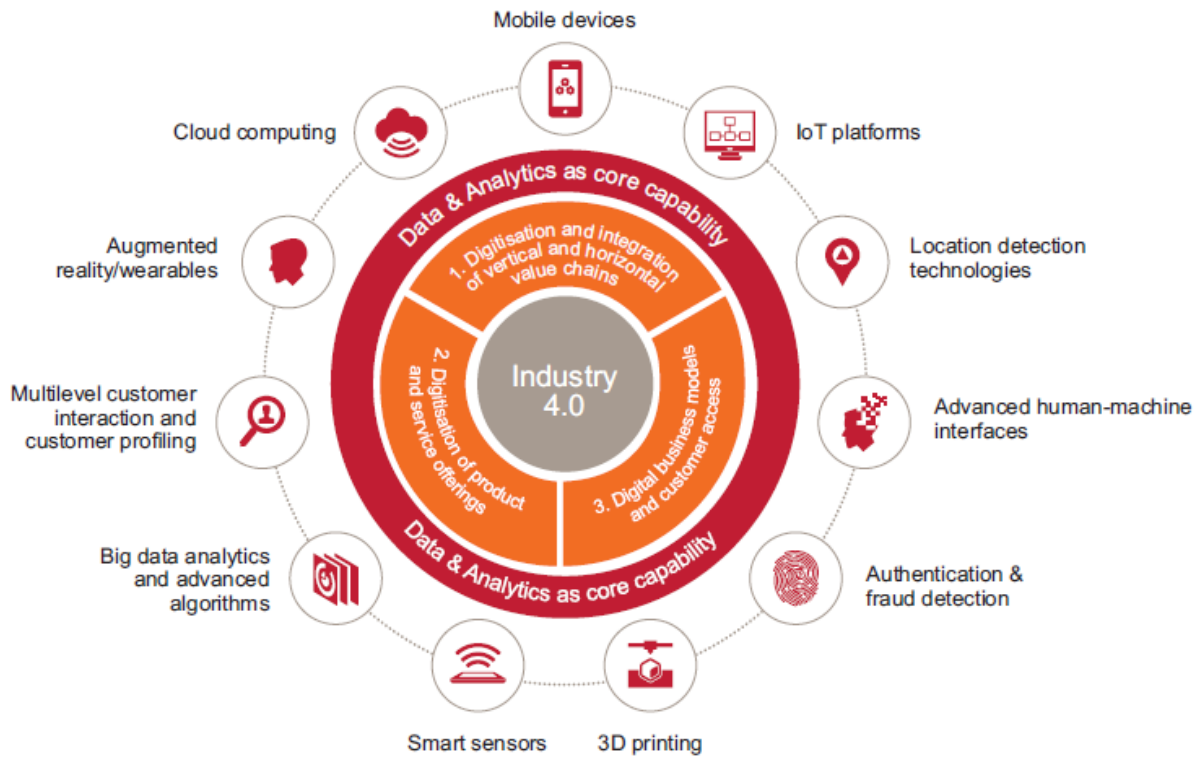 Mobile devices
Cloud computing
IoT platforms
Data & Analytics as core capability
1. Digitisation and integration
of vertical and horizontal
value chains
Augmented
reality/wearables
Location detection
technologies
Industry
4.0
2. Digitisation of product
and service offerings
3. Digital business models
and customer access
Multilevel customer
interaction and
customer profiling
Advanced human-machine
interfaces
Data & Analytics as core capability
Big data analytics
and advanced
algorithms
Authentication &
fraud detection
Smart sensors
3D printing